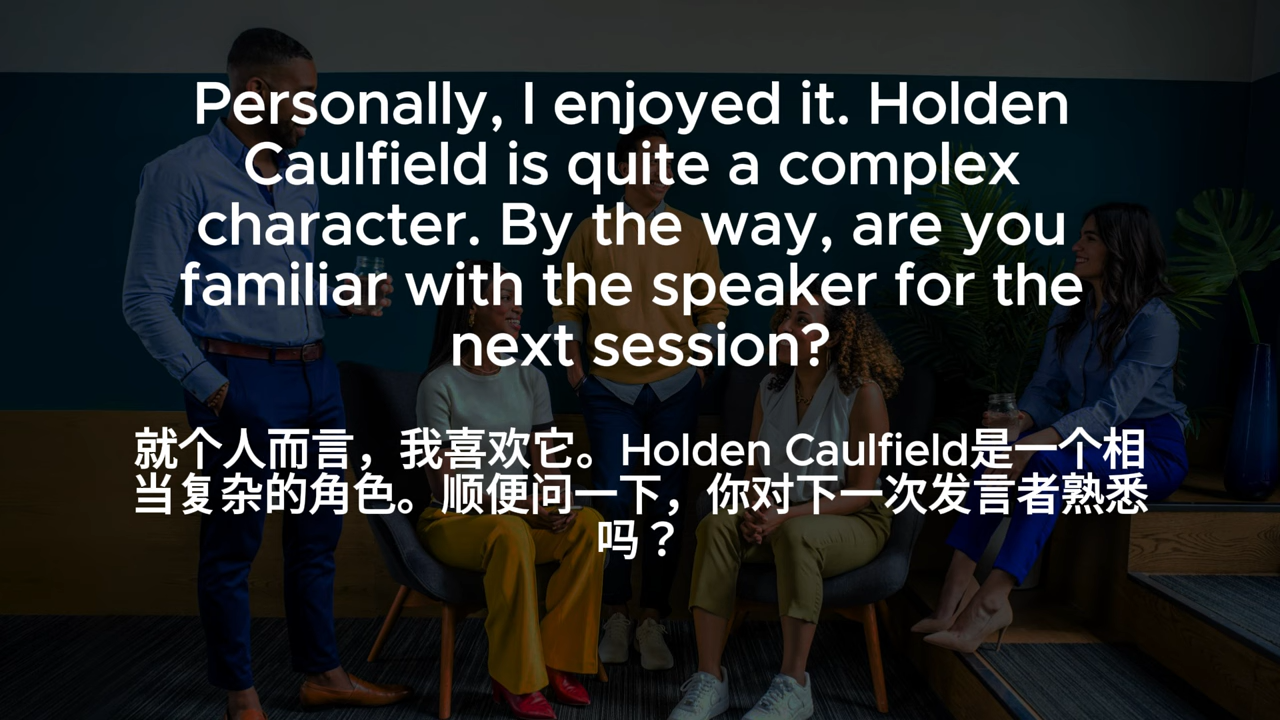 Personally, I enjoyed it. Holden
Caulfield is quite a complex
character. By the way, are you
familiar with the speaker for the
next session?
就个人而言，我喜欢它。Holden Caulfield是一个相
当复杂的角色。顺便问一下，你对下一次发言者熟悉
吗？